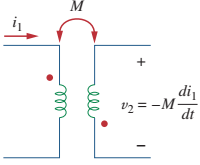 M
i₁
+
v₂ = −M di₁/dt
−